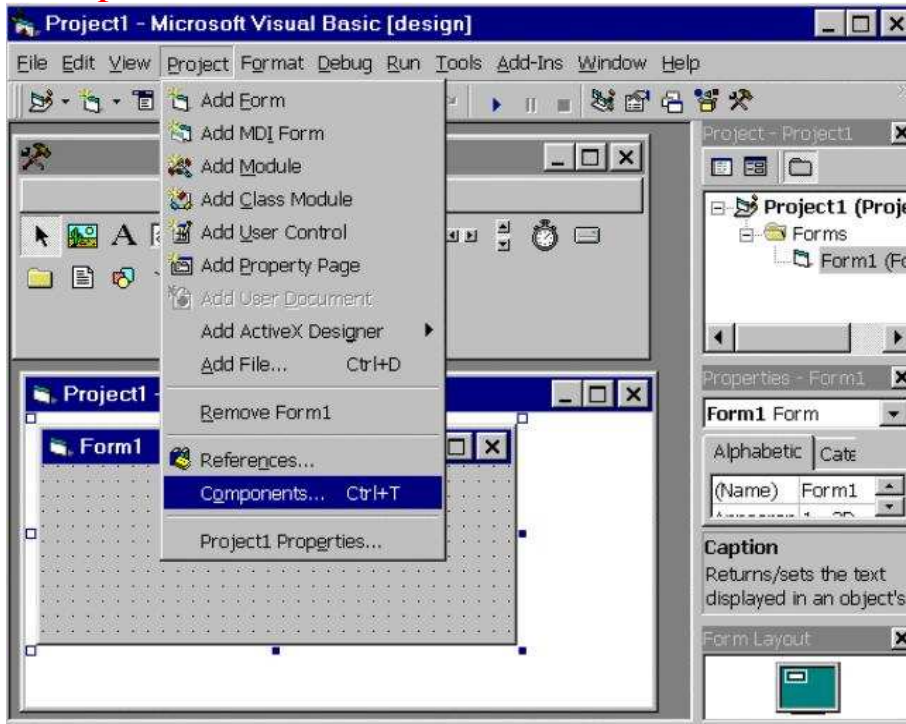 Project1 - Microsoft Visual Basic [design]
File Edit View Project Format Debug Run Tools Add-Ins Window Help
Add Form
Add MDI Form
Add Module
Add Class Module
Add User Control
Add Property Page
Add User Document
Add ActiveX Designer
Add File... Ctrl+D
Remove Form1
References...
Components... Ctrl+T
Project1 Properties...
A
Project1 -
Form1
Project - Project1
Project1 (Proje
Forms
Form1 (Fo
Properties - Form1
Form1 Form
Alphabetic Cate
(Name) Form1
Caption
Returns/sets the text
displayed in an object's
Form Layout